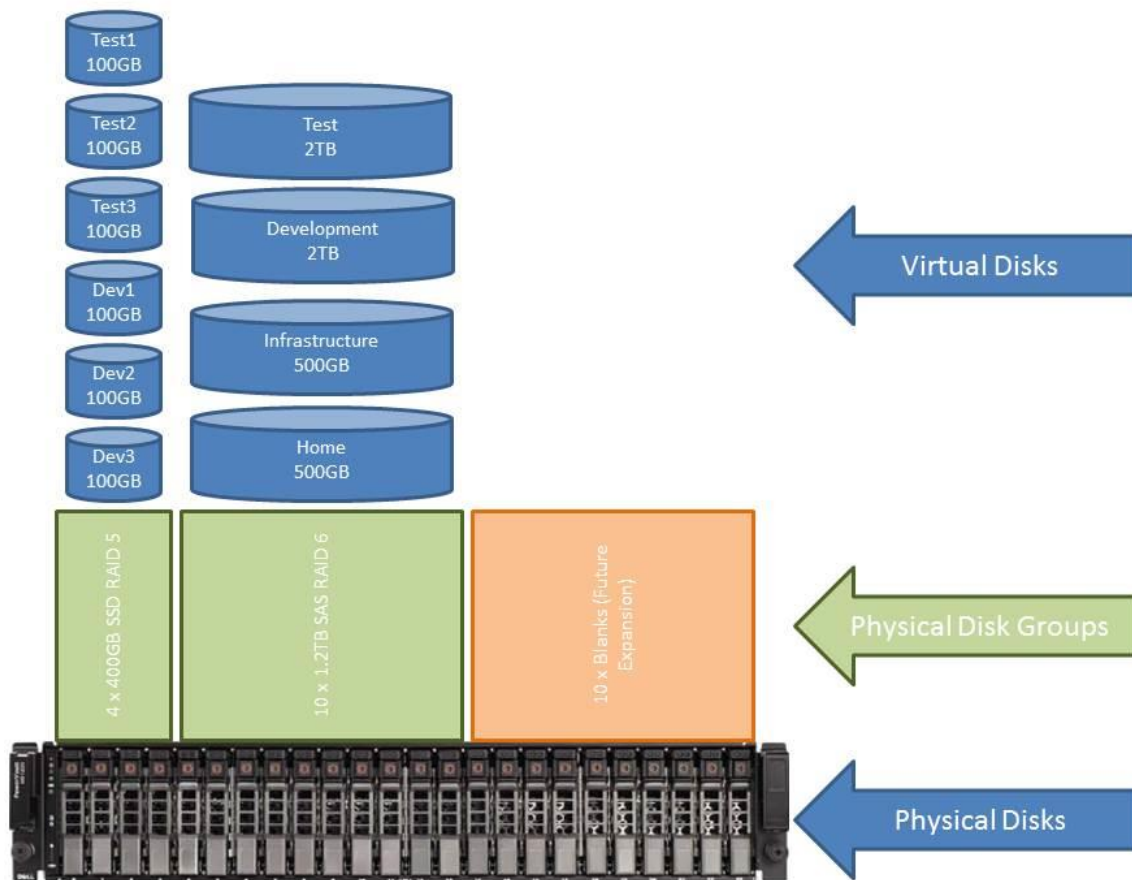 Test1
100GB
Test2
100GB
Test3
100GB
Dev1
100GB
Dev2
100GB
Dev3
100GB
Test
2TB
Development
2TB
Infrastructure
500GB
Home
500GB
Virtual Disks
4 x 400GB SSD RAID 5
10 x 1.2TB SAS RAID 6
10 x Blanks (Future
Expansion)
Physical Disk Groups
Physical Disks
DELL